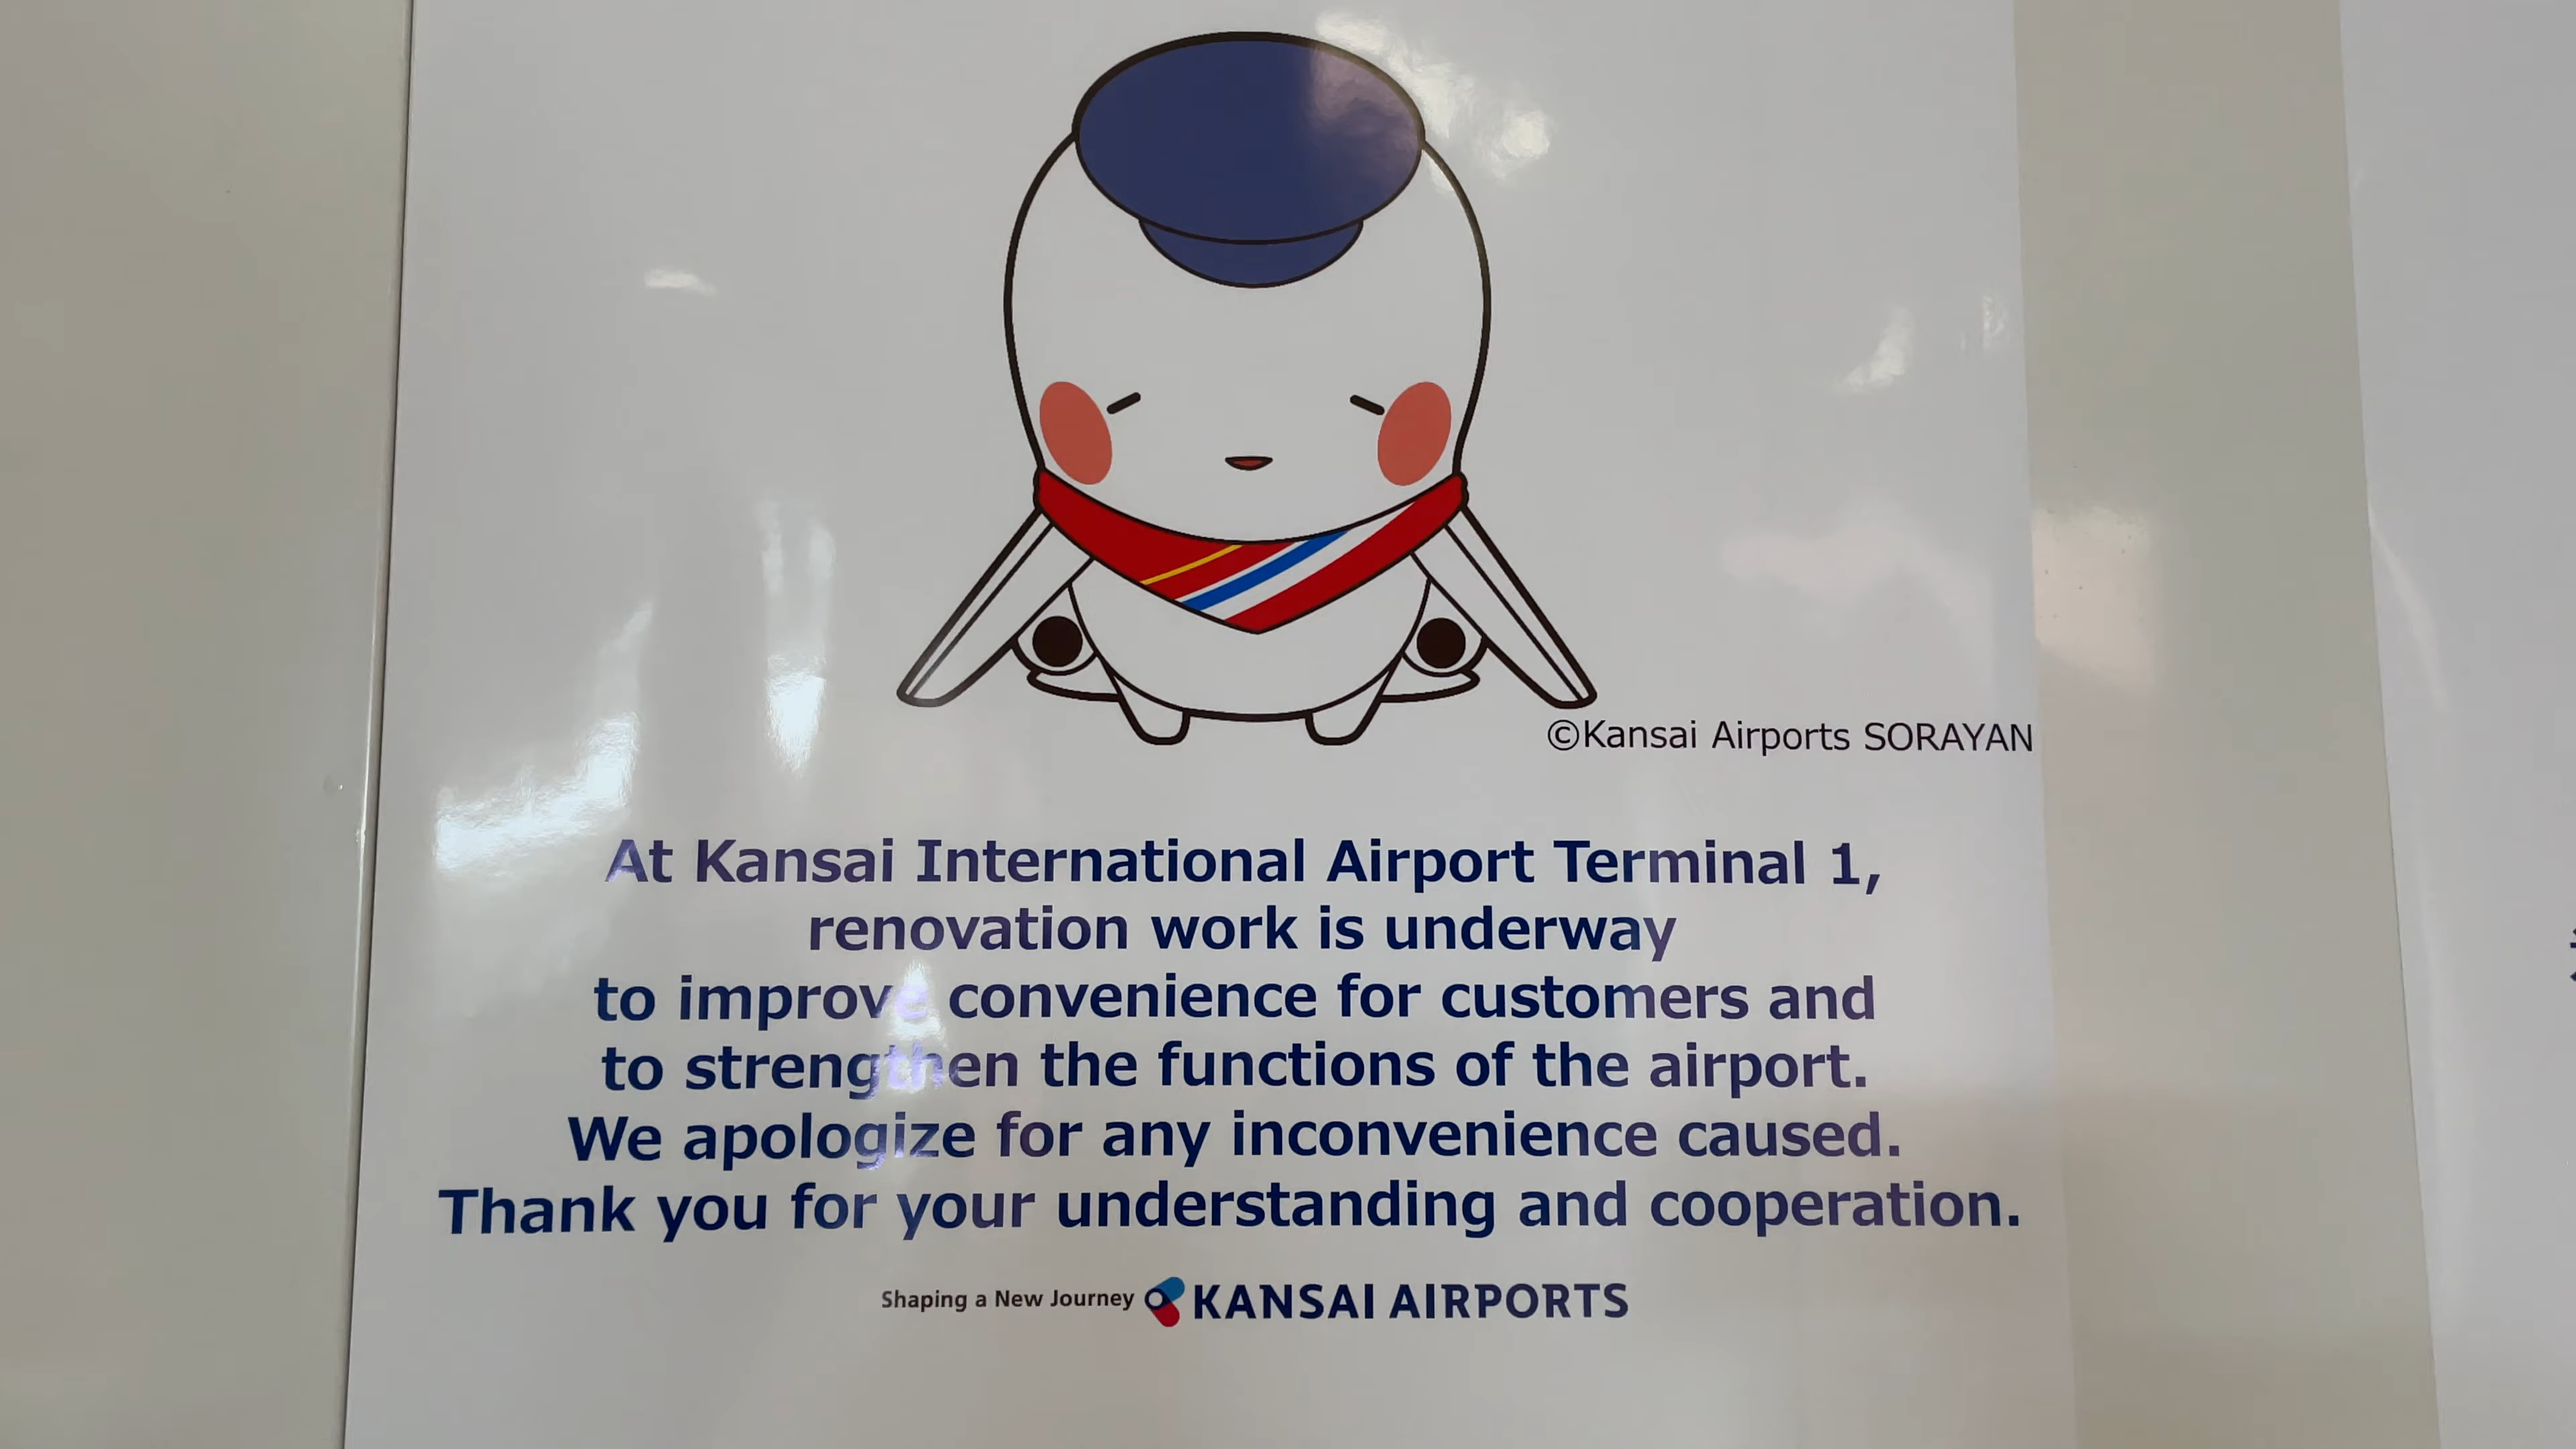 ©Kansai Airports SORAYAN
At Kansai International Airport Terminal 1,
renovation work is underway
to improve convenience for customers and
to strengthen the functions of the airport.
We apologize for any inconvenience caused.
Thank you for your understanding and cooperation.
Shaping a New Journey KANSAI AIRPORTS